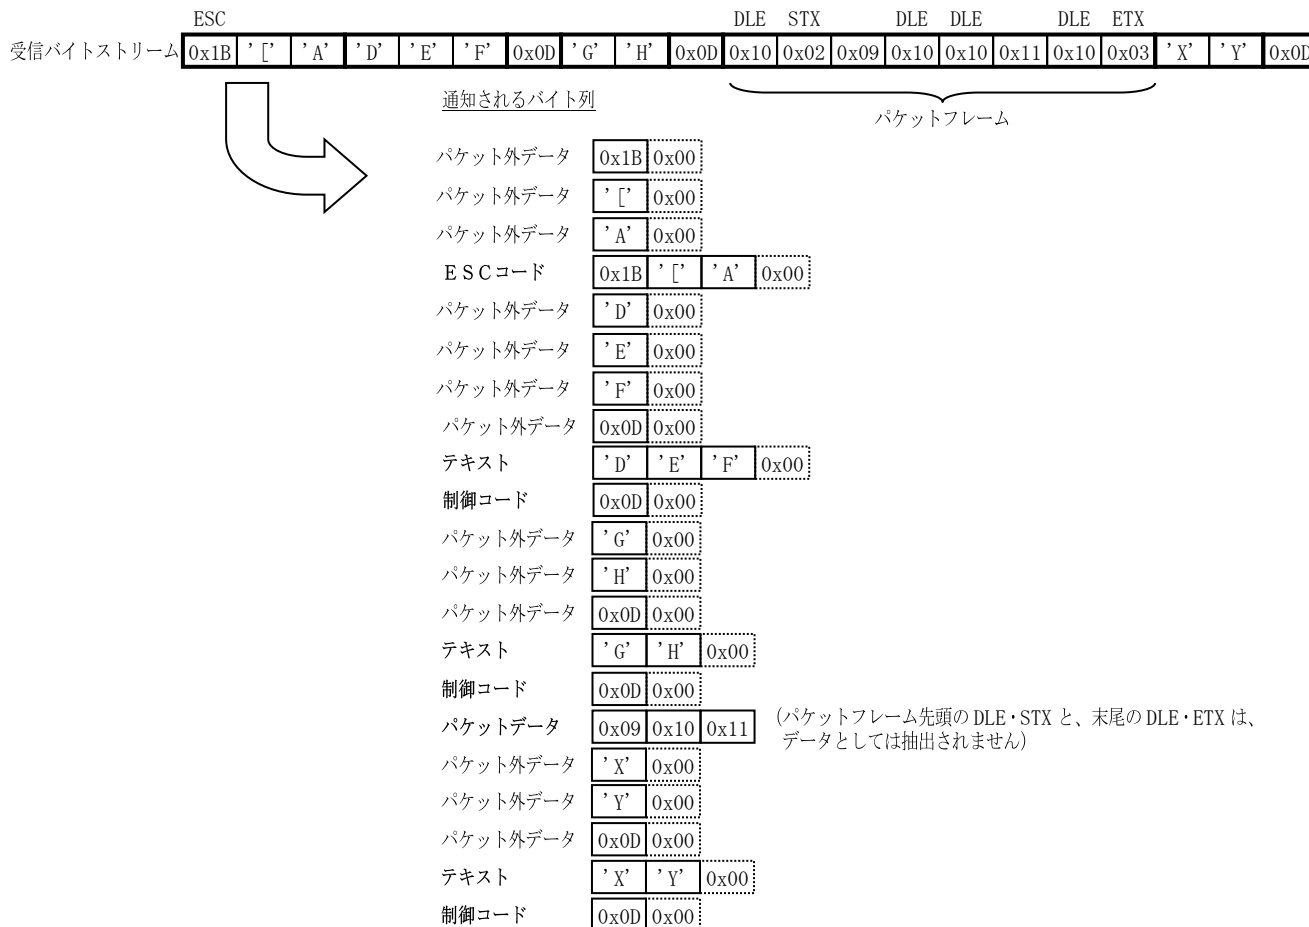 ESC DLE STX DLE DLE DLE ETX
受信バイトストリーム 0x1B '[' 'A' 'D' 'E' 'F' 0x0D 'G' 'H' 0x0D 0x10 0x02 0x09 0x10 0x10 0x11 0x10 0x03 'X' 'Y' 0x0D
通知されるバイト列
パケットフレーム
パケット外データ 0x1B 0x00
パケット外データ '[' 0x00
パケット外データ 'A' 0x00
ＥＳＣコード 0x1B '[' 'A' 0x00
パケット外データ 'D' 0x00
パケット外データ 'E' 0x00
パケット外データ 'F' 0x00
パケット外データ 0x0D 0x00
テキスト 'D' 'E' 'F' 0x00
制御コード 0x0D 0x00
パケット外データ 'G' 0x00
パケット外データ 'H' 0x00
パケット外データ 0x0D 0x00
テキスト 'G' 'H' 0x00
制御コード 0x0D 0x00
パケットデータ 0x09 0x10 0x11
(パケットフレーム先頭の DLE・STX と、末尾の DLE・ETX は、
データとしては抽出されません)
パケット外データ 'X' 0x00
パケット外データ 'Y' 0x00
パケット外データ 0x0D 0x00
テキスト 'X' 'Y' 0x00
制御コード 0x0D 0x00